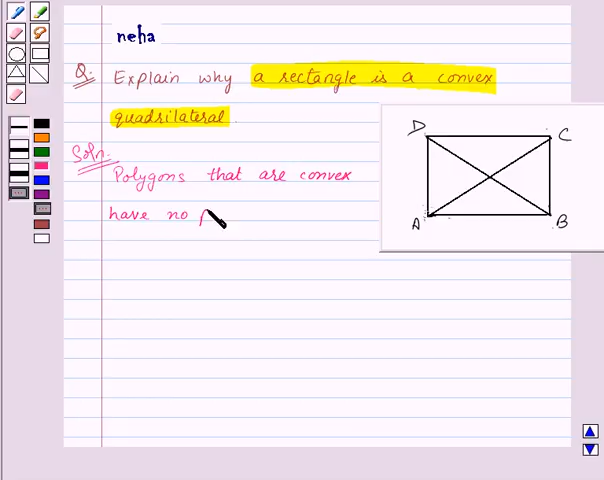 neha
Q. Explain why a rectangle is a convex
quadrilateral.
Soln.
Polygons that are convex
have no
D C
A B